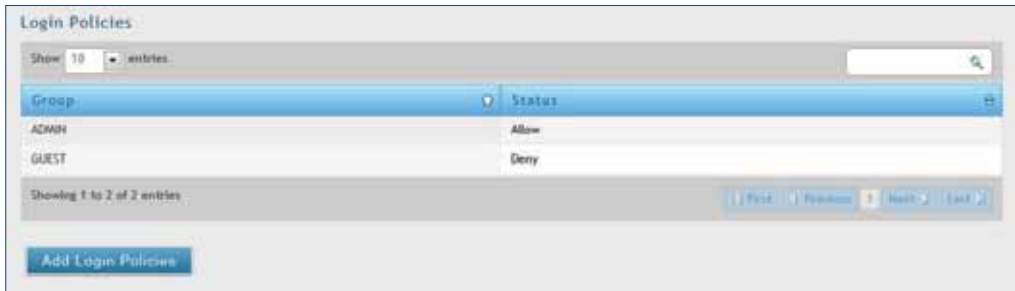 Login Policies
Show 10 entries
Group Status
ADMIN Allow
GUEST Deny
Showing 1 to 2 of 2 entries
First Previous 1 Next Last
Add Login Policies